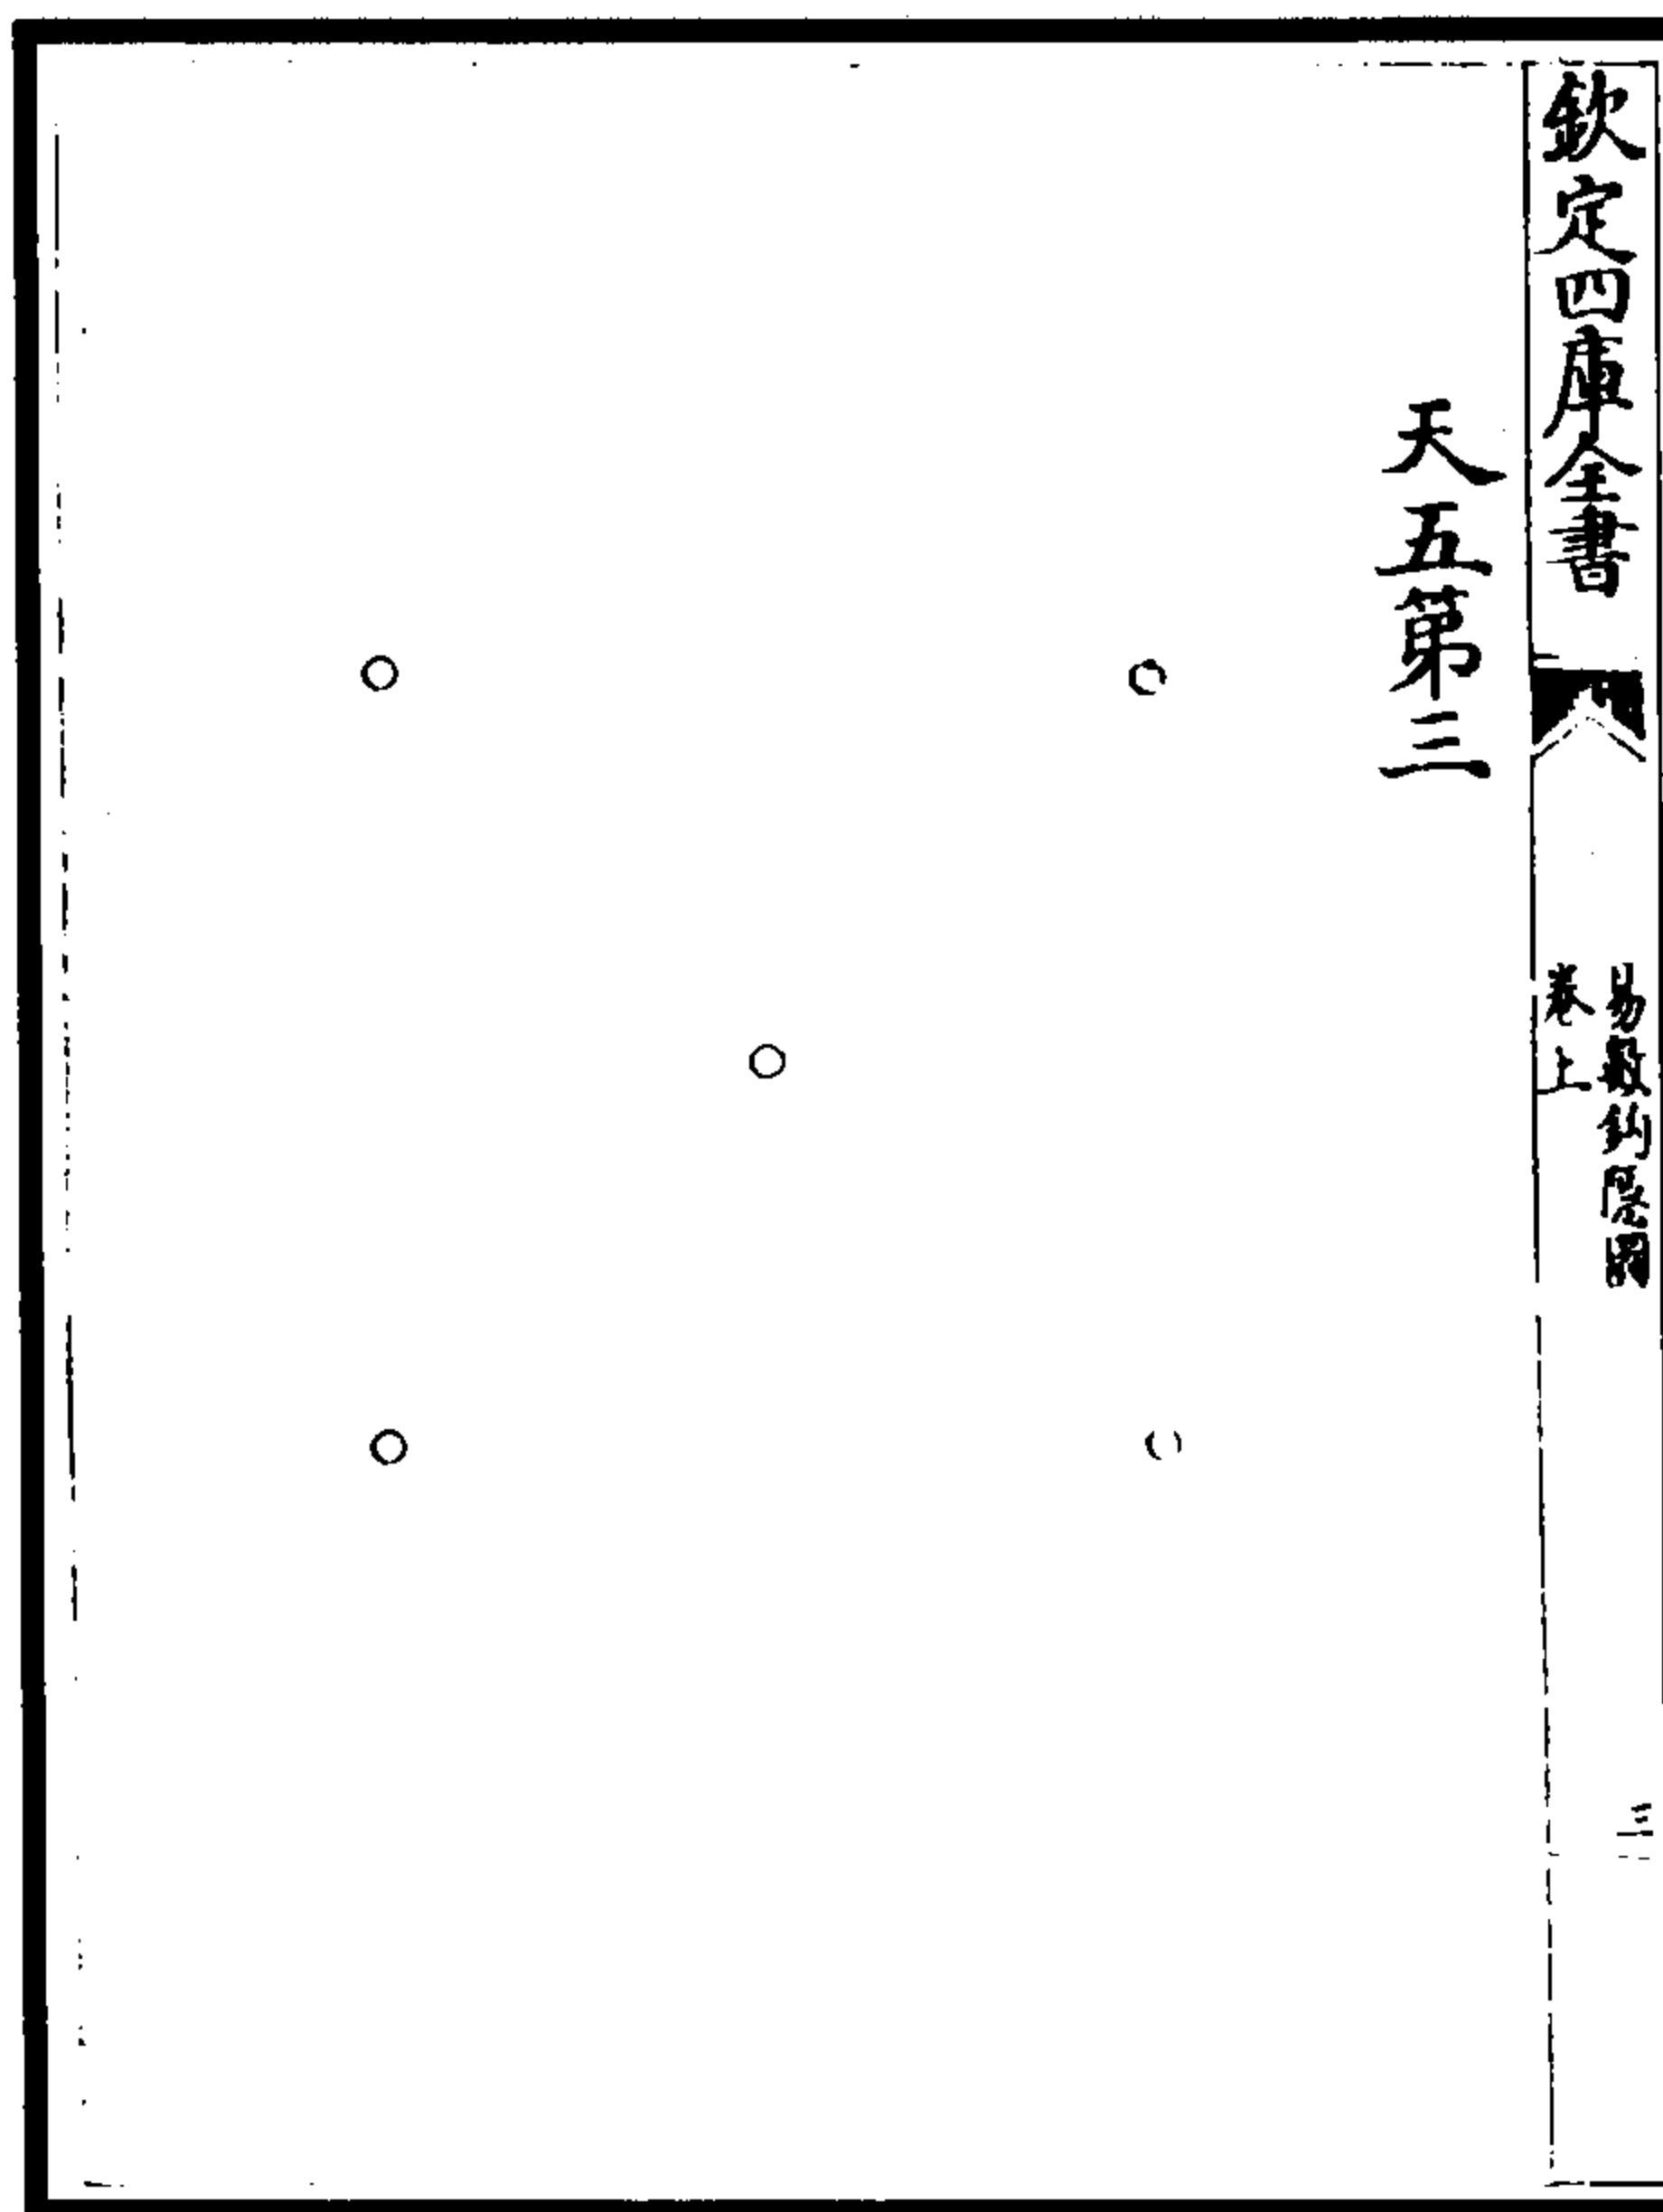 欽定四庫全書
易數鈎隱圖
卷上
三
天五第三